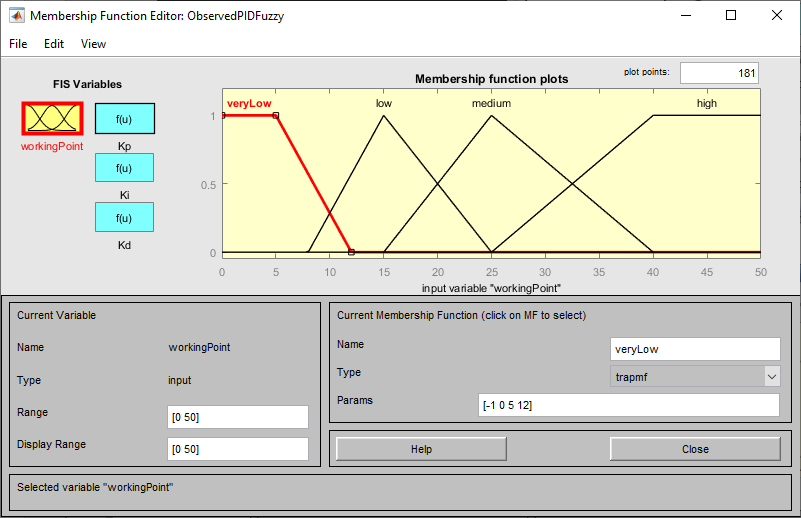 Membership Function Editor: ObservedPIDFuzzy
File Edit View
FIS Variables
workingPoint
f(u)
Kp
f(u)
Ki
f(u)
Kd
Membership function plots
plot points:
181
veryLow low medium high
1
0.5
0
0 5 10 15 20 25 30 35 40 45 50
input variable "workingPoint"
Current Variable
Name workingPoint
Type input
Range [0 50]
Display Range [0 50]
Current Membership Function (click on MF to select)
Name veryLow
Type trapmf
Params [-1 0 5 12]
Help Close
Selected variable "workingPoint"